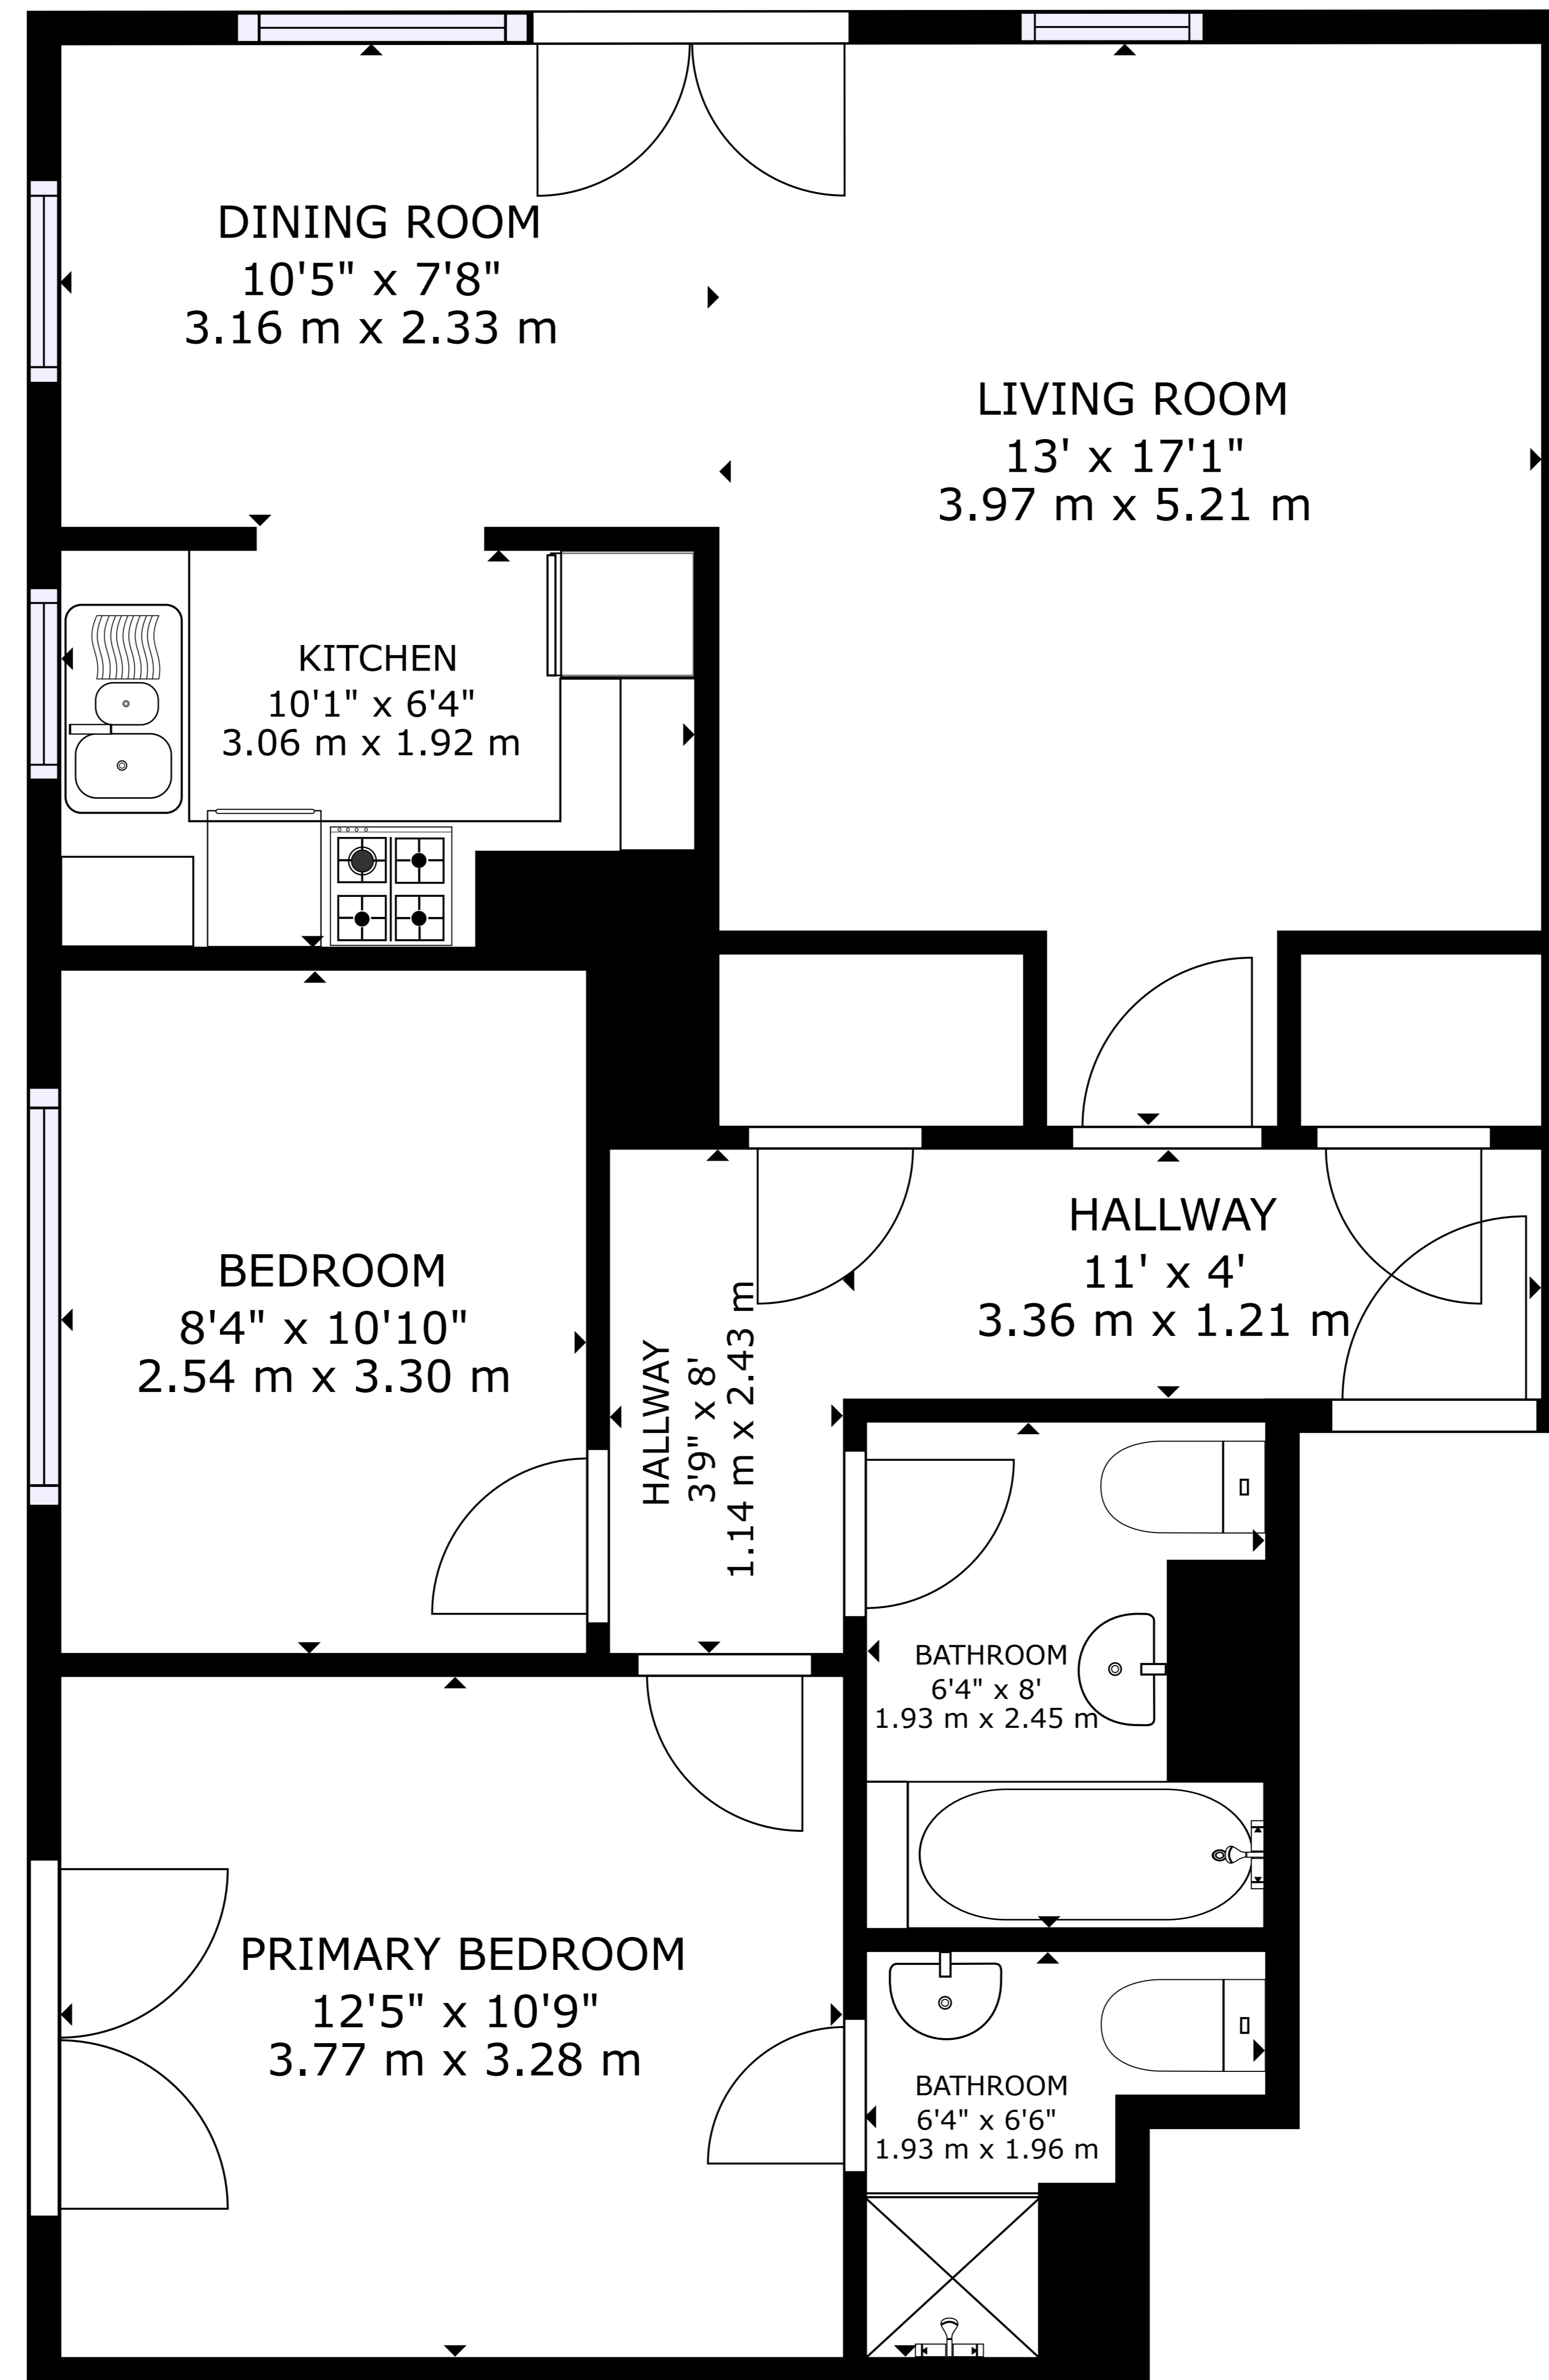 DINING ROOM
10'5" x 7'8"
3.16 m x 2.33 m
LIVING ROOM
13' x 17'1"
3.97 m x 5.21 m
KITCHEN
10'1" x 6'4"
3.06 m x 1.92 m
HALLWAY
11' x 4'
3.36 m x 1.21 m
BEDROOM
8'4" x 10'10"
2.54 m x 3.30 m
HALLWAY
3'9" x 8'
1.14 m x 2.43 m
BATHROOM
6'4" x 8'
1.93 m x 2.45 m
PRIMARY BEDROOM
12'5" x 10'9"
3.77 m x 3.28 m
BATHROOM
6'4" x 6'6"
1.93 m x 1.96 m